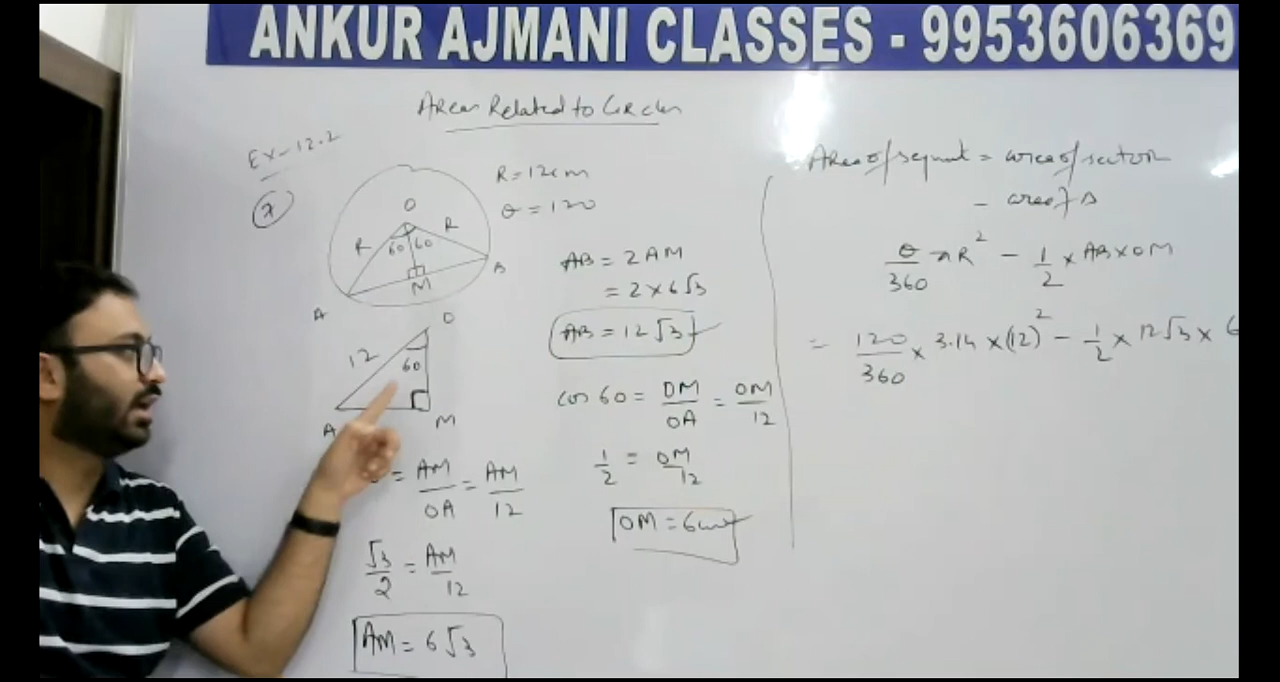 ANKUR AJMANI CLASSES - 9953606369
Areas Related to Circles
Ex-12.2
7
O
R R
60 60
M
A B
R = 12cm
θ = 120
O
12
60
A M
= AM/OA = AM/12
√3/2 = AM/12
AM = 6√3
AB = 2AM
= 2 × 6√3
AB = 12√3
cos 60 = OM/OA = OM/12
1/2 = OM/12
OM = 6cm
Area of segment = area of sector
- area of Δ
θ/360 πR² - 1/2 × AB × OM
= 120/360 × 3.14 × (12)² - 1/2 × 12√3 × 6